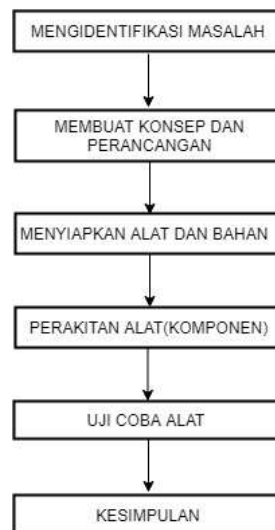 MENGIDENTIFIKASI MASALAH
MEMBUAT KONSEP DAN
PERANCANGAN
MENYIAPKAN ALAT DAN BAHAN
PERAKITAN ALAT(KOMPONEN)
UJI COBA ALAT
KESIMPULAN